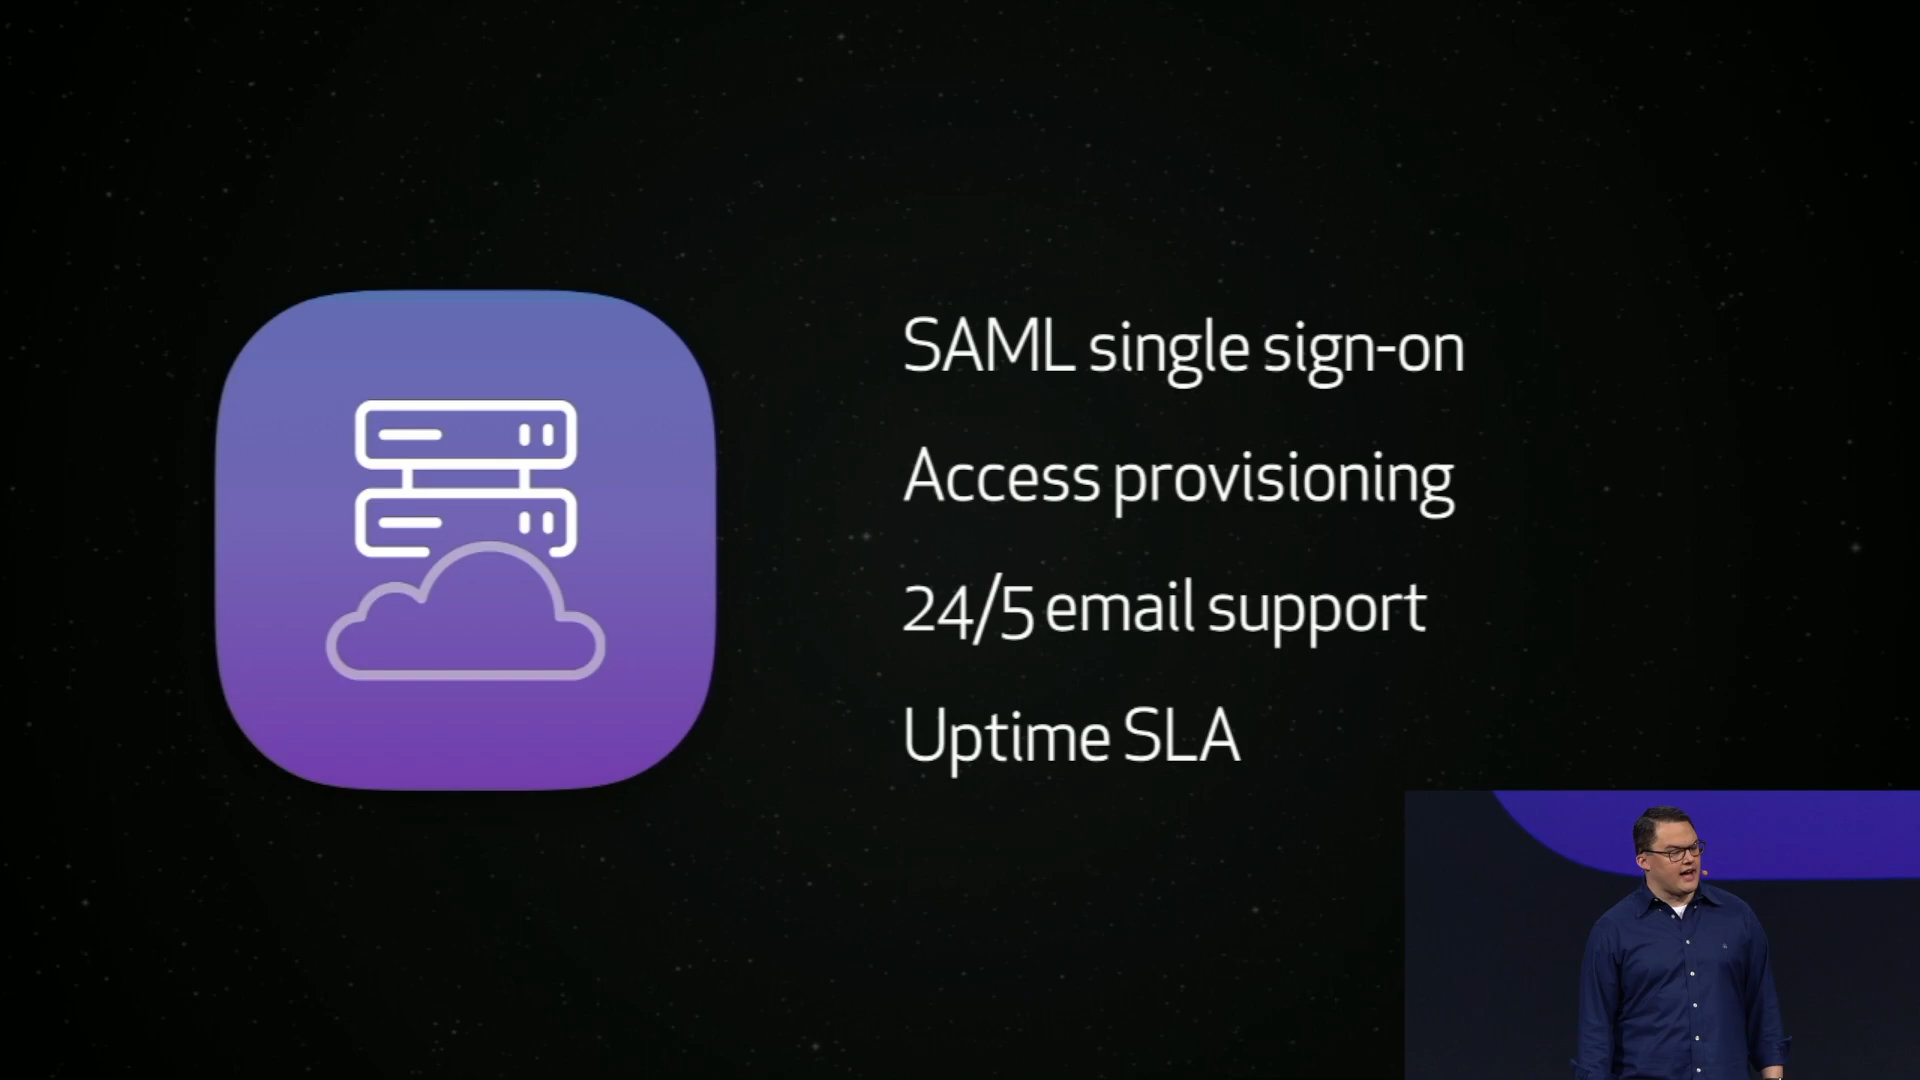 SAML single sign-on
Access provisioning
24/5 email support
Uptime SLA